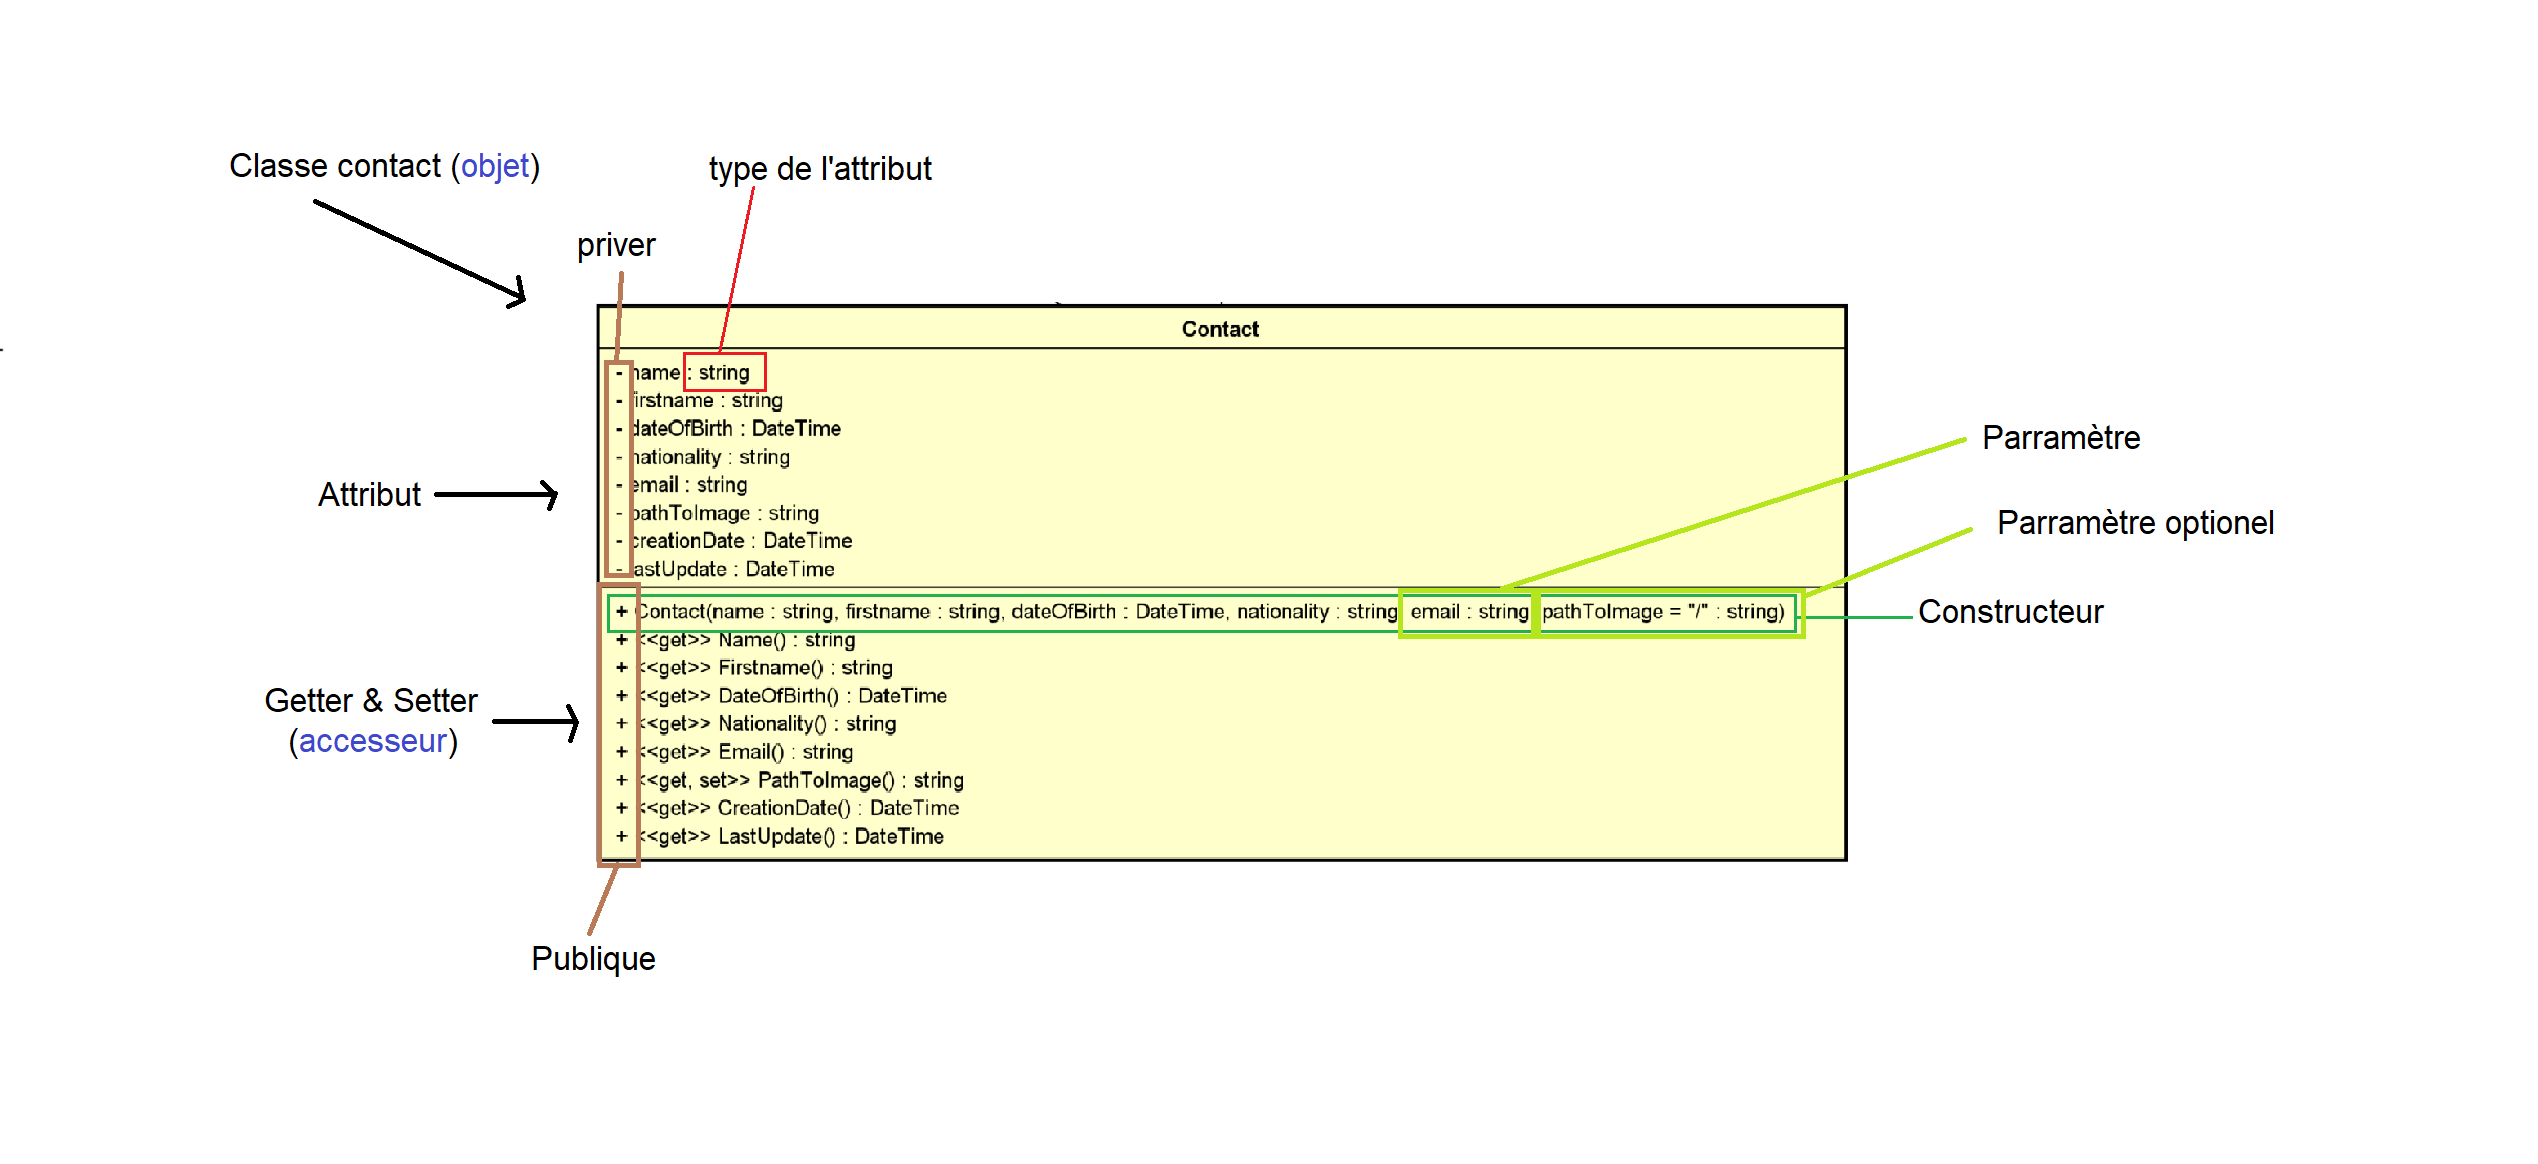 Classe contact (objet)
type de l'attribut
priver
Contact
- name : string
- firstname : string
- dateOfBirth : DateTime
- nationality : string
- email : string
- pathToImage : string
- creationDate : DateTime
- lastUpdate : DateTime
Attribut
Parramètre
Parramètre optionel
+ Contact(name : string, firstname : string, dateOfBirth : DateTime, nationality : string email : string pathToImage = "/" : string)
Constructeur
+ <<get>> Name() : string
+ <<get>> Firstname() : string
+ <<get>> DateOfBirth() : DateTime
+ <<get>> Nationality() : string
+ <<get>> Email() : string
+ <<get, set>> PathToImage() : string
+ <<get>> CreationDate() : DateTime
+ <<get>> LastUpdate() : DateTime
Getter & Setter
(accesseur)
Publique